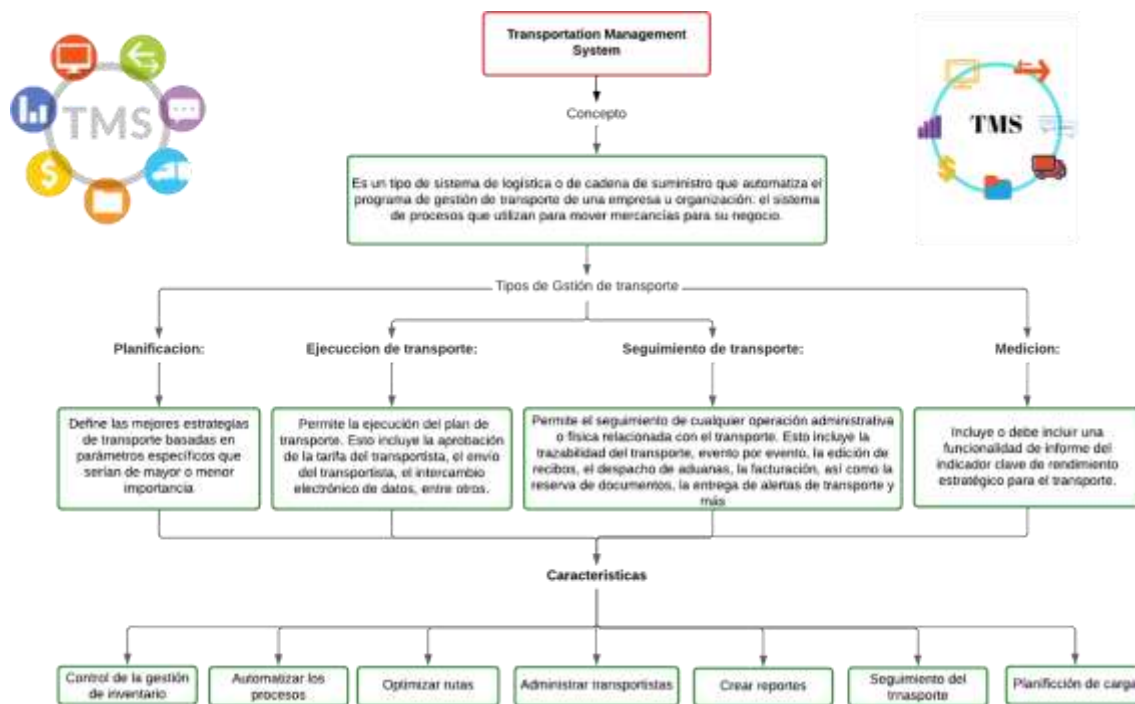 Transportation Management
System
TMS
TMS
Concepto
Es un tipo de sistema de logística o de cadena de suministro que automatiza el
programa de gestión de transporte de una empresa u organización: el sistema
de procesos que utilizan para mover mercancías para su negocio.
Tipos de Gstión de transporte
Planificacion:
Ejecuccion de transporte:
Seguimiento de transporte:
Medicion:
Define las mejores estrategias
de transporte basadas en
parámetros específicos que
serían de mayor o menor
importancia
Permite la ejecución del plan de
transporte. Esto incluye la aprobación
de la tarifa del transportista, el envío
del transportista, el intercambio
electrónico de datos, entre otros.
Permite el seguimiento de cualquier operación administrativa
o física relacionada con el transporte. Esto incluye la
trazabilidad del transporte, evento por evento, la edición de
recibos, el despacho de aduanas, la facturación, así como la
reserva de documentos, la entrega de alertas de transporte y
más
Incluye o debe incluir una
funcionalidad de informe del
indicador clave de rendimiento
estratégico para el transporte.
Caracteristicas
Control de la gestión
de inventario
Automatizar los
procesos
Optimizar rutas
Administrar transportistas
Crear reportes
Seguimiento del
trnasporte
Planificción de carga